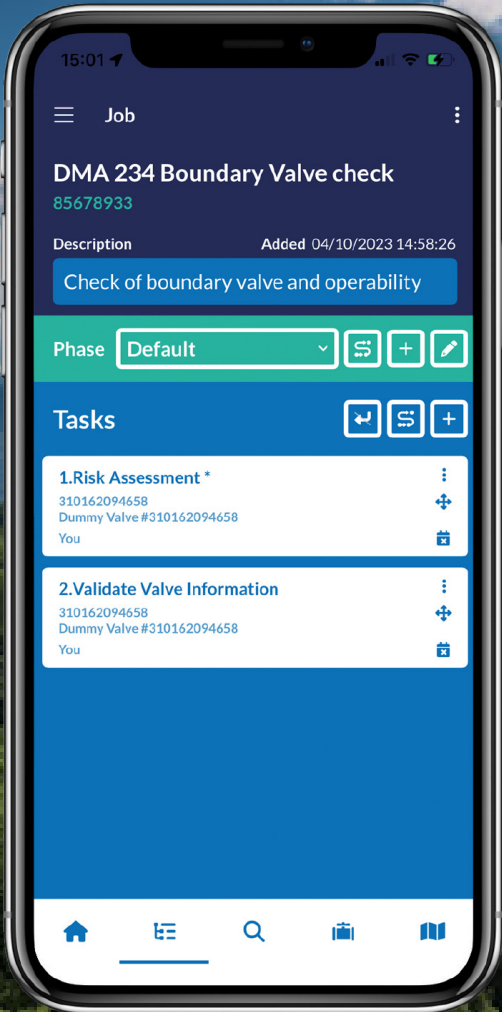 15:01
Job
DMA 234 Boundary Valve check
85678933
Description Added 04/10/2023 14:58:26
Check of boundary valve and operability
Phase Default
Tasks
1.Risk Assessment *
310162094658
Dummy Valve #310162094658
You
2.Validate Valve Information
310162094658
Dummy Valve #310162094658
You